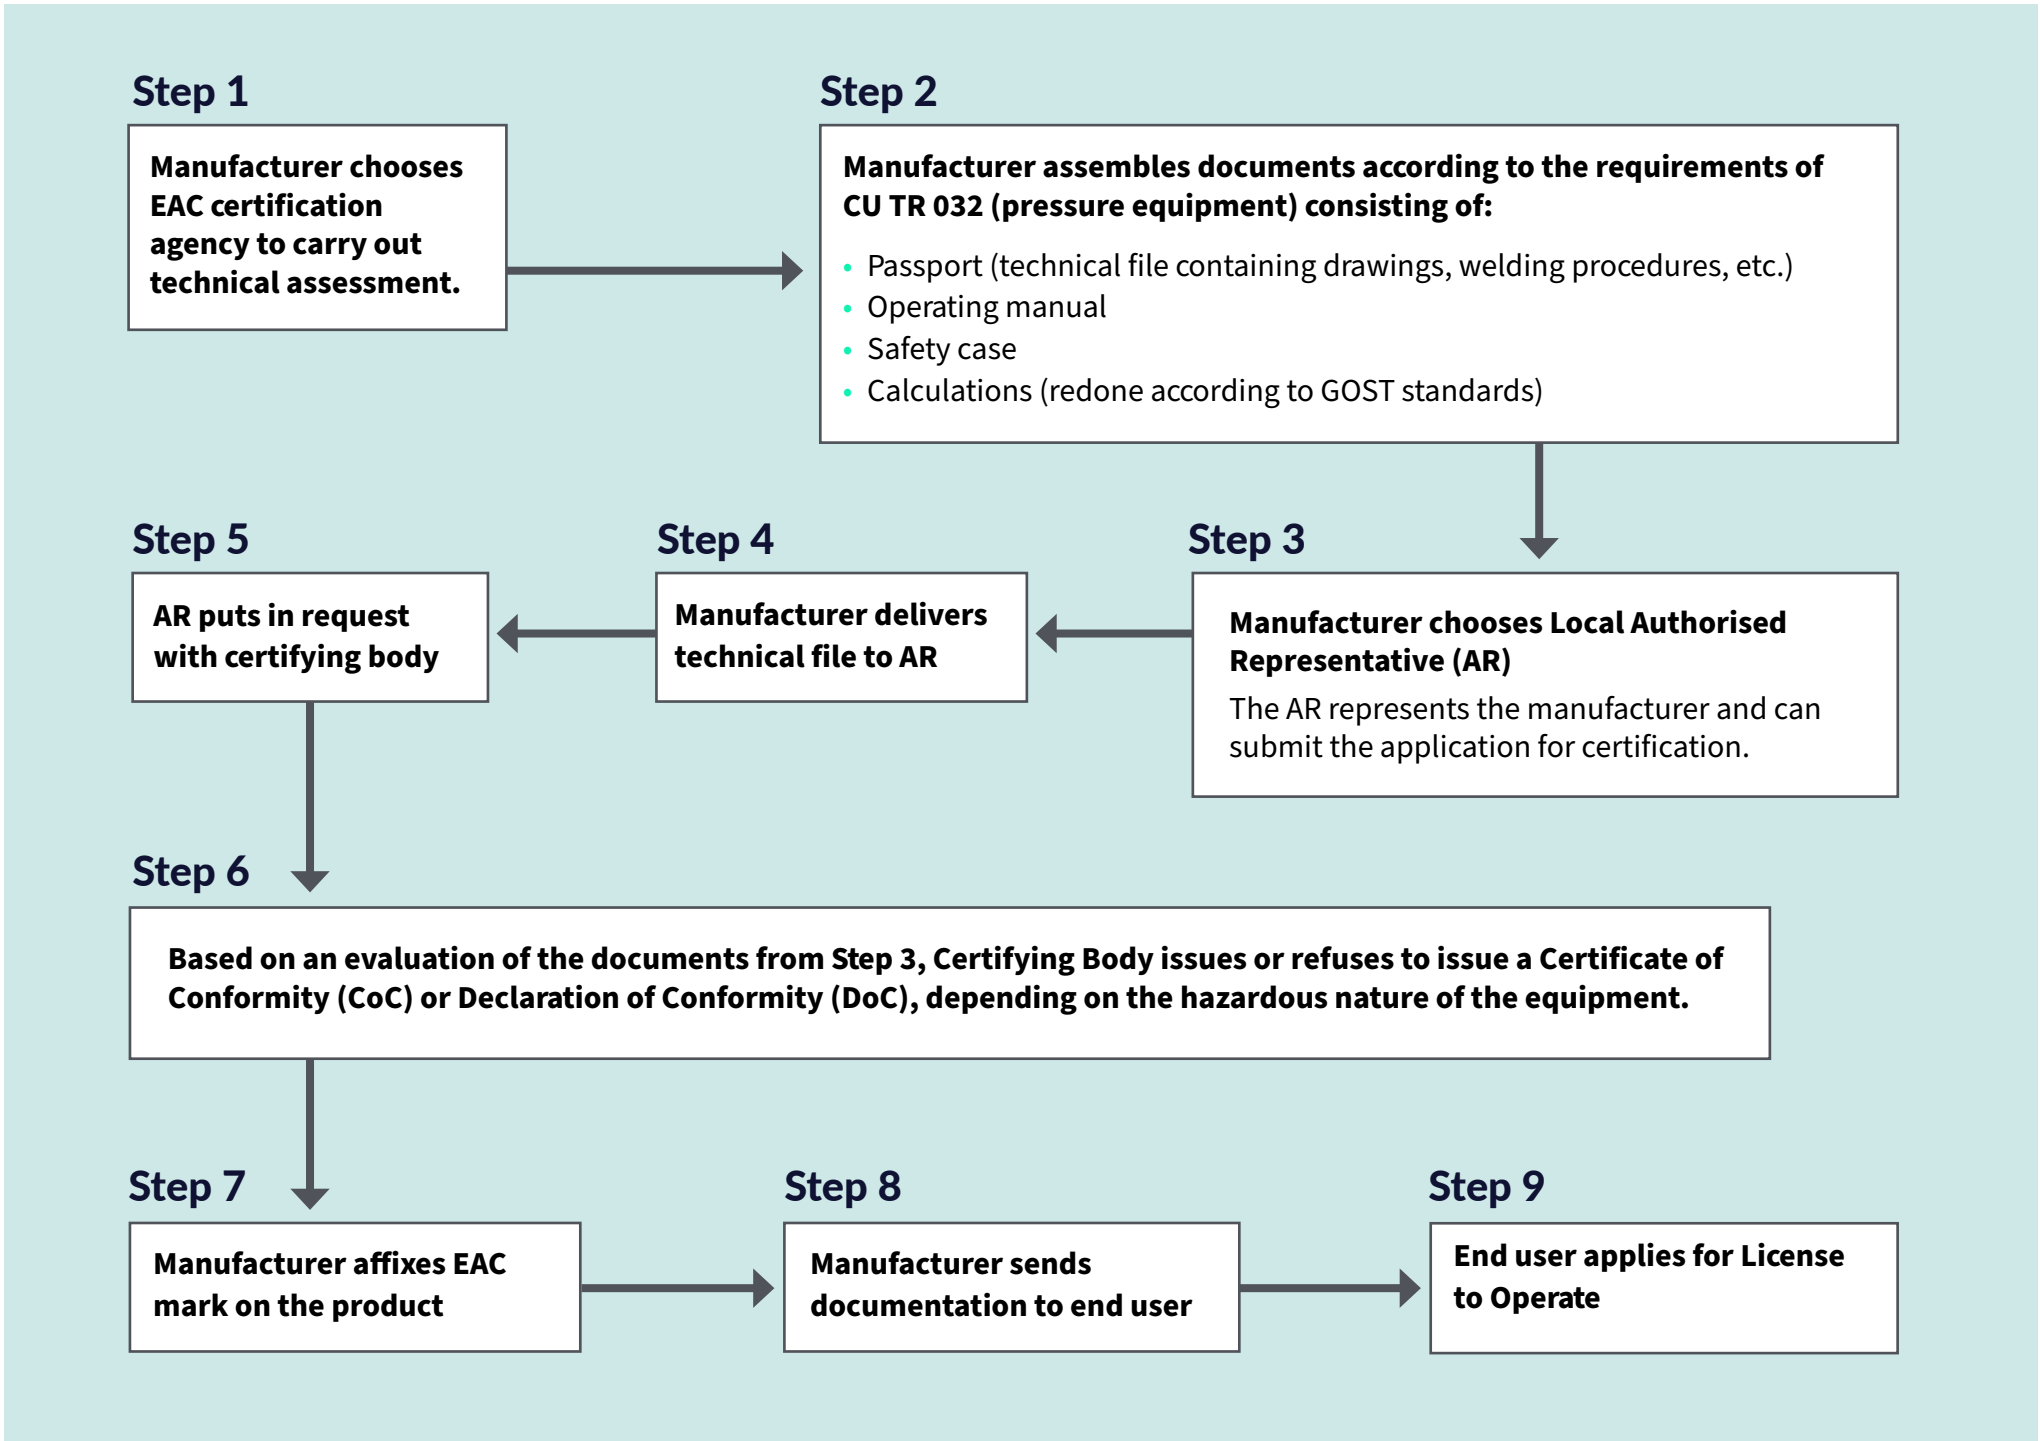 Step 1
Manufacturer chooses
EAC certification
agency to carry out
technical assessment.
Step 2
Manufacturer assembles documents according to the requirements of
CU TR 032 (pressure equipment) consisting of:
• Passport (technical file containing drawings, welding procedures, etc.)
• Operating manual
• Safety case
• Calculations (redone according to GOST standards)
Step 3
Manufacturer chooses Local Authorised
Representative (AR)
The AR represents the manufacturer and can
submit the application for certification.
Step 4
Manufacturer delivers
technical file to AR
Step 5
AR puts in request
with certifying body
Step 6
Based on an evaluation of the documents from Step 3, Certifying Body issues or refuses to issue a Certificate of
Conformity (CoC) or Declaration of Conformity (DoC), depending on the hazardous nature of the equipment.
Step 7
Manufacturer affixes EAC
mark on the product
Step 8
Manufacturer sends
documentation to end user
Step 9
End user applies for License
to Operate